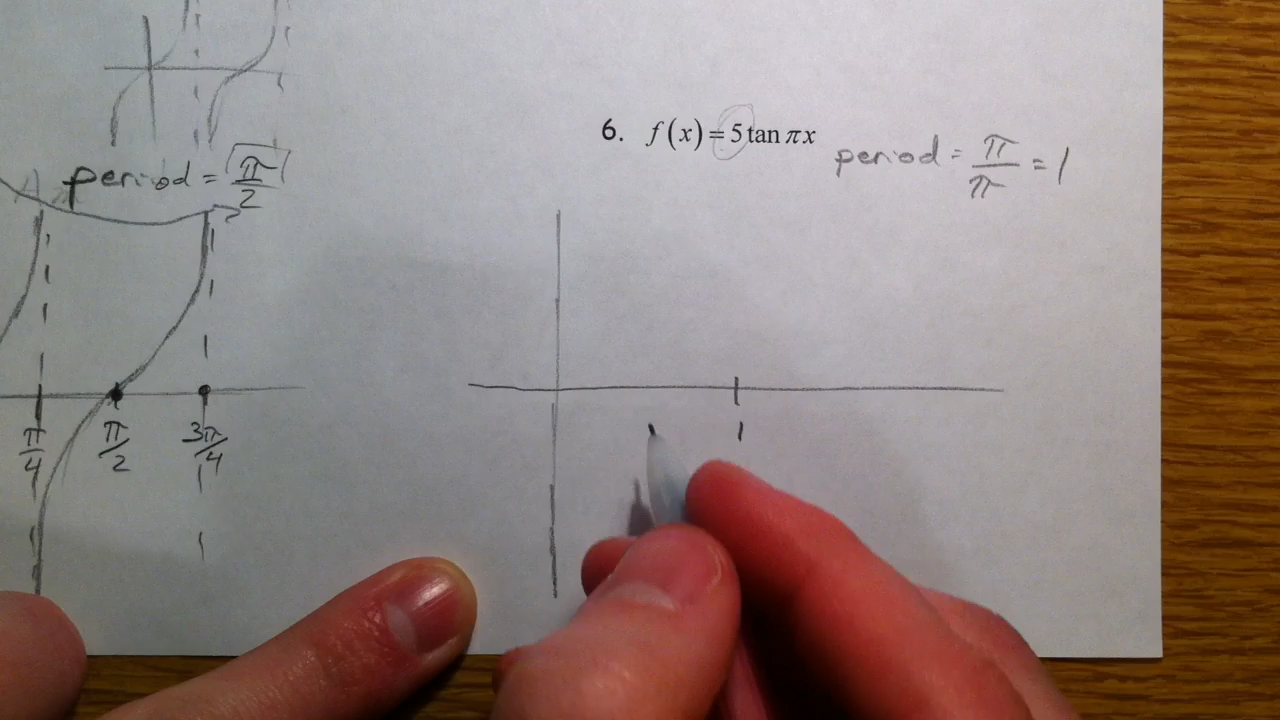 6. f(x) = 5 tan πx
period = π/π = 1
period = π/2
π/4 π/2 3π/4
1